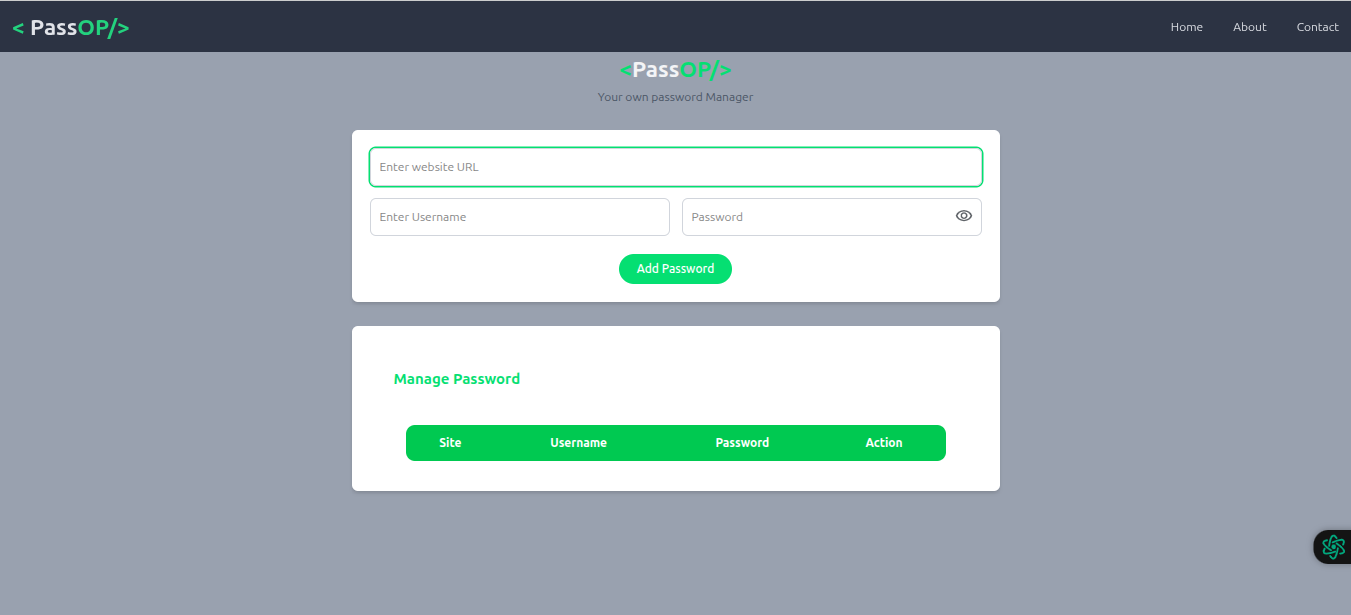 < PassOP/>
Home About Contact
<PassOP/>
Your own password Manager
Enter website URL
Enter Username
Password
Add Password
Manage Password
Site Username Password Action